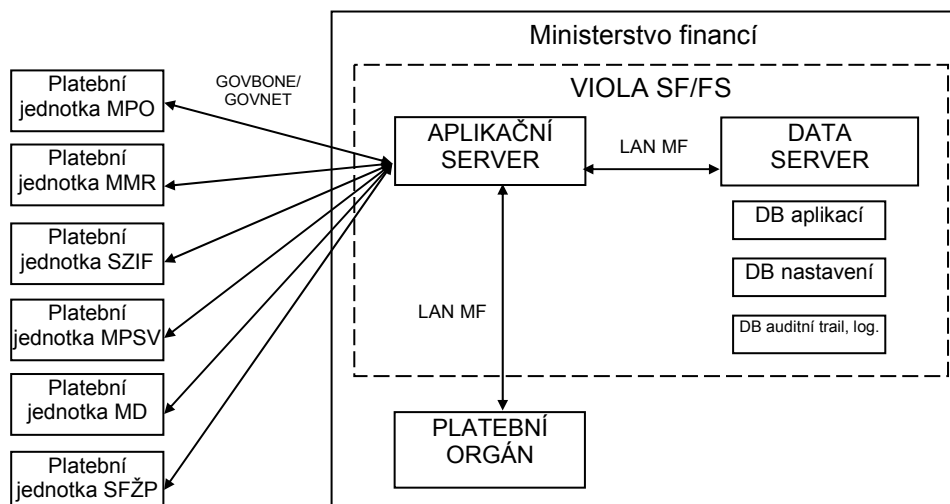 Ministerstvo financí
VIOLA SF/FS
GOVBONE/
GOVNET
Platební
jednotka MPO
Platební
jednotka MMR
Platební
jednotka SZIF
Platební
jednotka MPSV
Platební
jednotka MD
Platební
jednotka SFŽP
APLIKAČNÍ
SERVER
LAN MF
DATA
SERVER
DB aplikací
DB nastavení
DB auditní trail, log.
LAN MF
PLATEBNÍ
ORGÁN